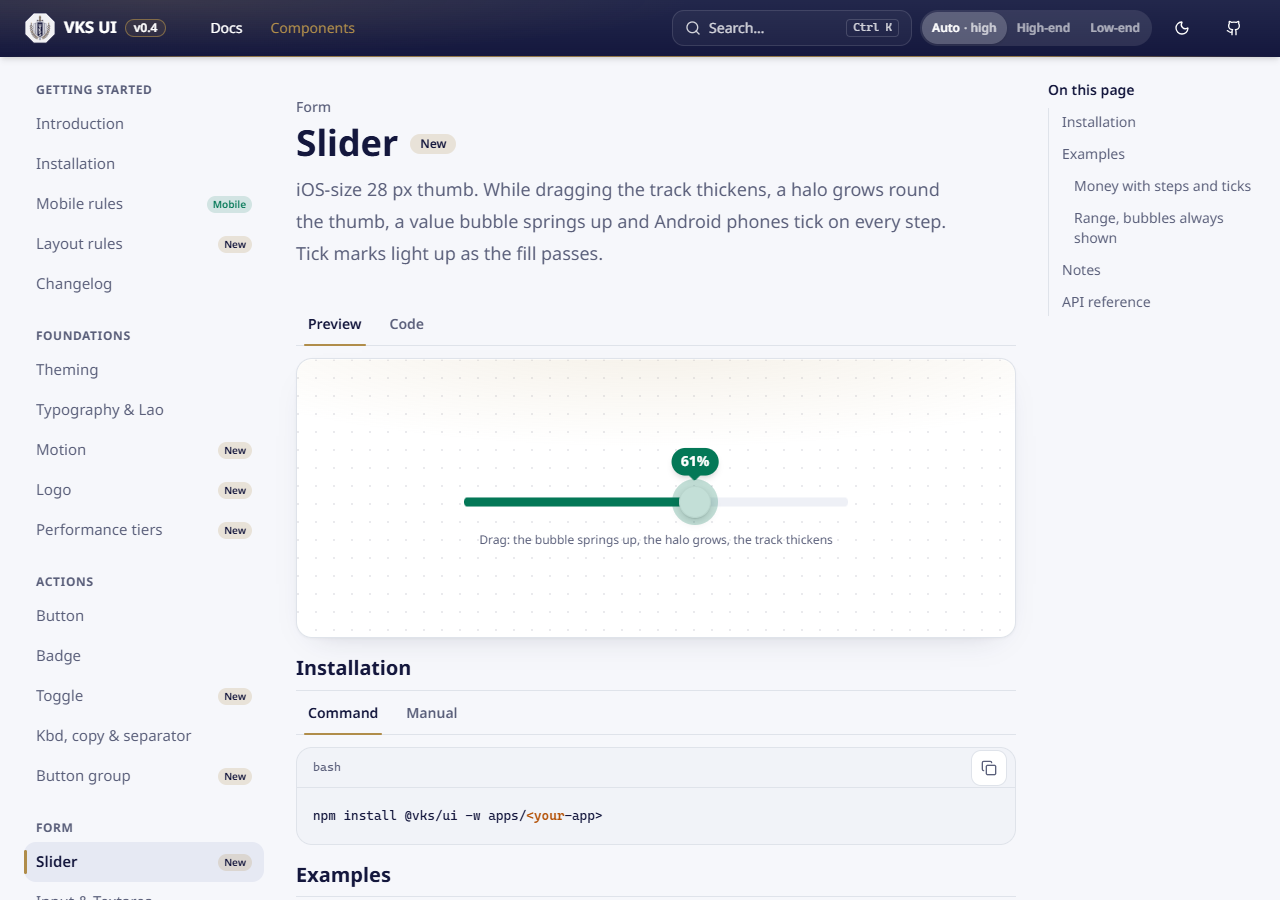 VKS UI v0.4 Docs Components Search... Ctrl K Auto · high High-end Low-end
GETTING STARTED
Introduction
Installation
Mobile rules Mobile
Layout rules New
Changelog
FOUNDATIONS
Theming
Typography & Lao
Motion New
Logo New
Performance tiers New
ACTIONS
Button
Badge
Toggle New
Kbd, copy & separator
Button group New
FORM
Slider New
Form
Slider New
iOS-size 28 px thumb. While dragging the track thickens, a halo grows round
the thumb, a value bubble springs up and Android phones tick on every step.
Tick marks light up as the fill passes.
Preview Code
61%
Drag: the bubble springs up, the halo grows, the track thickens
Installation
Command Manual
bash
npm install @vks/ui -w apps/<your-app>
Examples
On this page
Installation
Examples
Money with steps and ticks
Range, bubbles always
shown
Notes
API reference